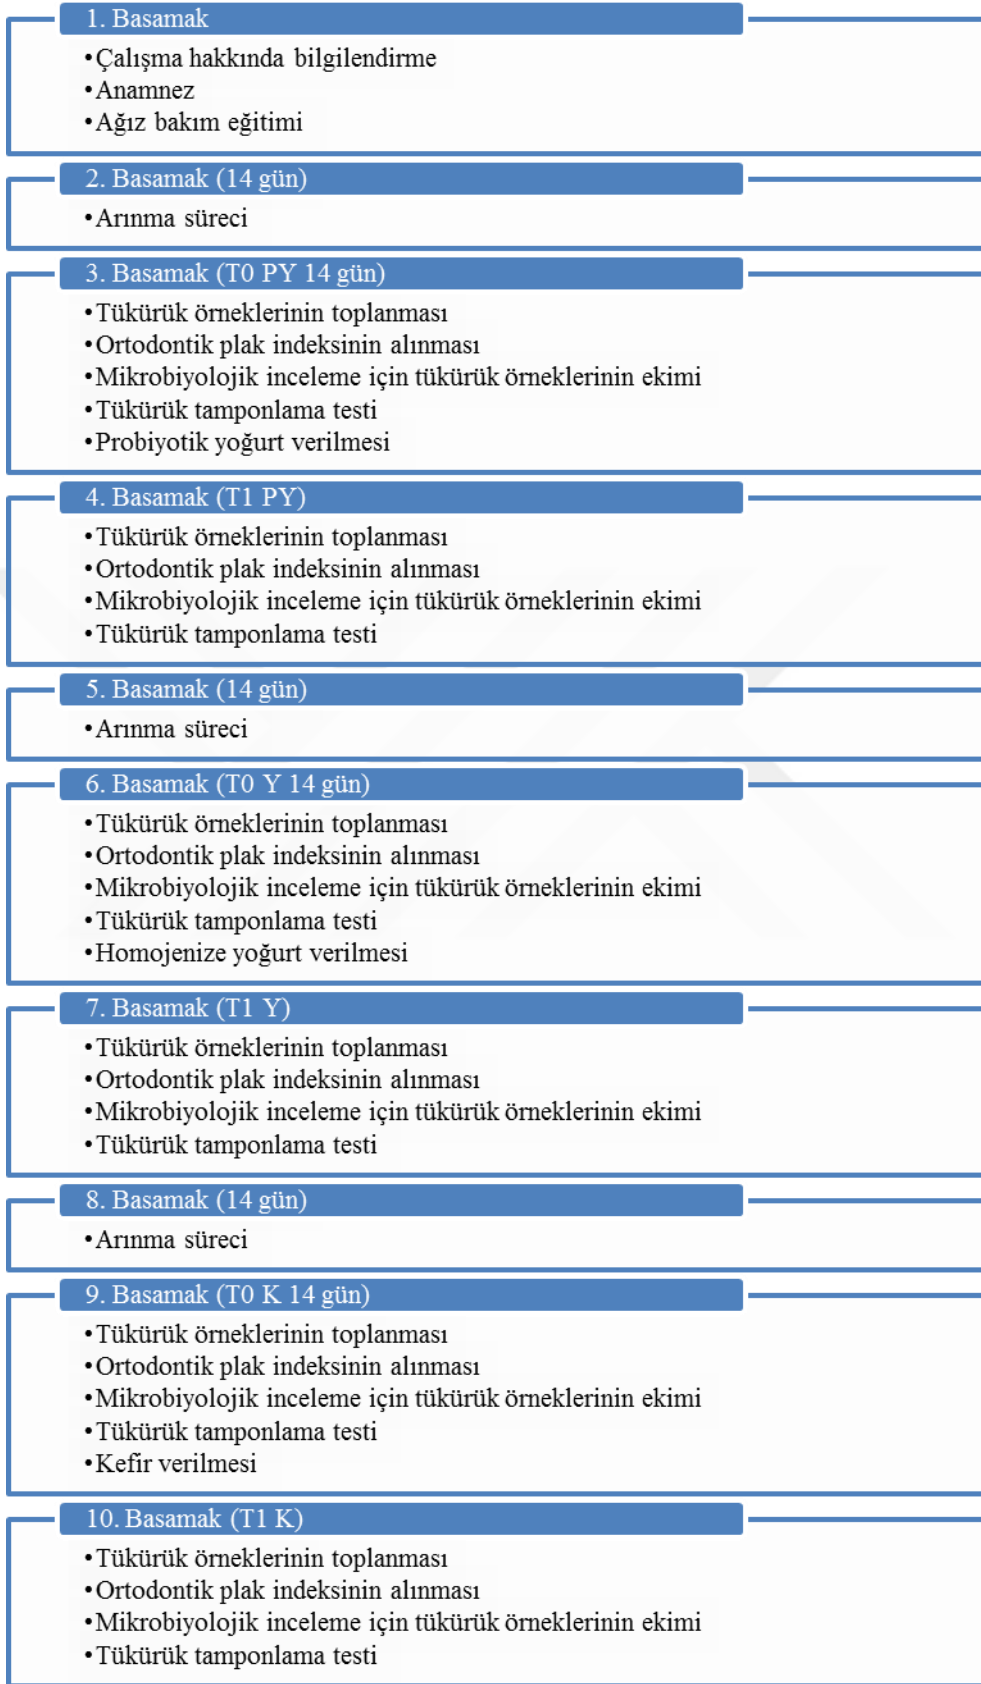 1. Basamak
•Çalışma hakkında bilgilendirme
•Anamnez
•Ağız bakım eğitimi
2. Basamak (14 gün)
•Arınma süreci
3. Basamak (T0 PY 14 gün)
•Tükürük örneklerinin toplanması
•Ortodontik plak indeksinin alınması
•Mikrobiyolojik inceleme için tükürük örneklerinin ekimi
•Tükürük tamponlama testi
•Probiyotik yoğurt verilmesi
4. Basamak (T1 PY)
•Tükürük örneklerinin toplanması
•Ortodontik plak indeksinin alınması
•Mikrobiyolojik inceleme için tükürük örneklerinin ekimi
•Tükürük tamponlama testi
5. Basamak (14 gün)
•Arınma süreci
6. Basamak (T0 Y 14 gün)
•Tükürük örneklerinin toplanması
•Ortodontik plak indeksinin alınması
•Mikrobiyolojik inceleme için tükürük örneklerinin ekimi
•Tükürük tamponlama testi
•Homojenize yoğurt verilmesi
7. Basamak (T1 Y)
•Tükürük örneklerinin toplanması
•Ortodontik plak indeksinin alınması
•Mikrobiyolojik inceleme için tükürük örneklerinin ekimi
•Tükürük tamponlama testi
8. Basamak (14 gün)
•Arınma süreci
9. Basamak (T0 K 14 gün)
•Tükürük örneklerinin toplanması
•Ortodontik plak indeksinin alınması
•Mikrobiyolojik inceleme için tükürük örneklerinin ekimi
•Tükürük tamponlama testi
•Kefir verilmesi
10. Basamak (T1 K)
•Tükürük örneklerinin toplanması
•Ortodontik plak indeksinin alınması
•Mikrobiyolojik inceleme için tükürük örneklerinin ekimi
•Tükürük tamponlama testi